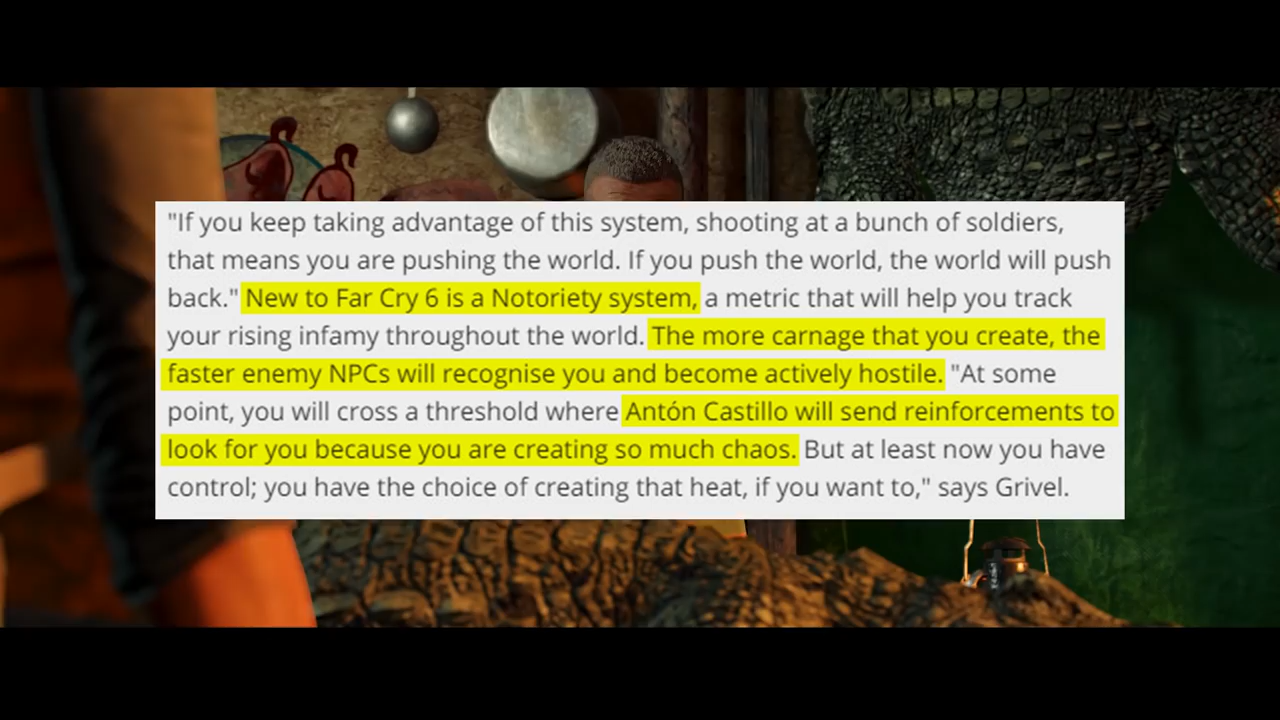 "If you keep taking advantage of this system, shooting at a bunch of soldiers,
that means you are pushing the world. If you push the world, the world will push
back." New to Far Cry 6 is a Notoriety system, a metric that will help you track
your rising infamy throughout the world. The more carnage that you create, the
faster enemy NPCs will recognise you and become actively hostile. "At some
point, you will cross a threshold where Antón Castillo will send reinforcements to
look for you because you are creating so much chaos. But at least now you have
control; you have the choice of creating that heat, if you want to," says Grivel.